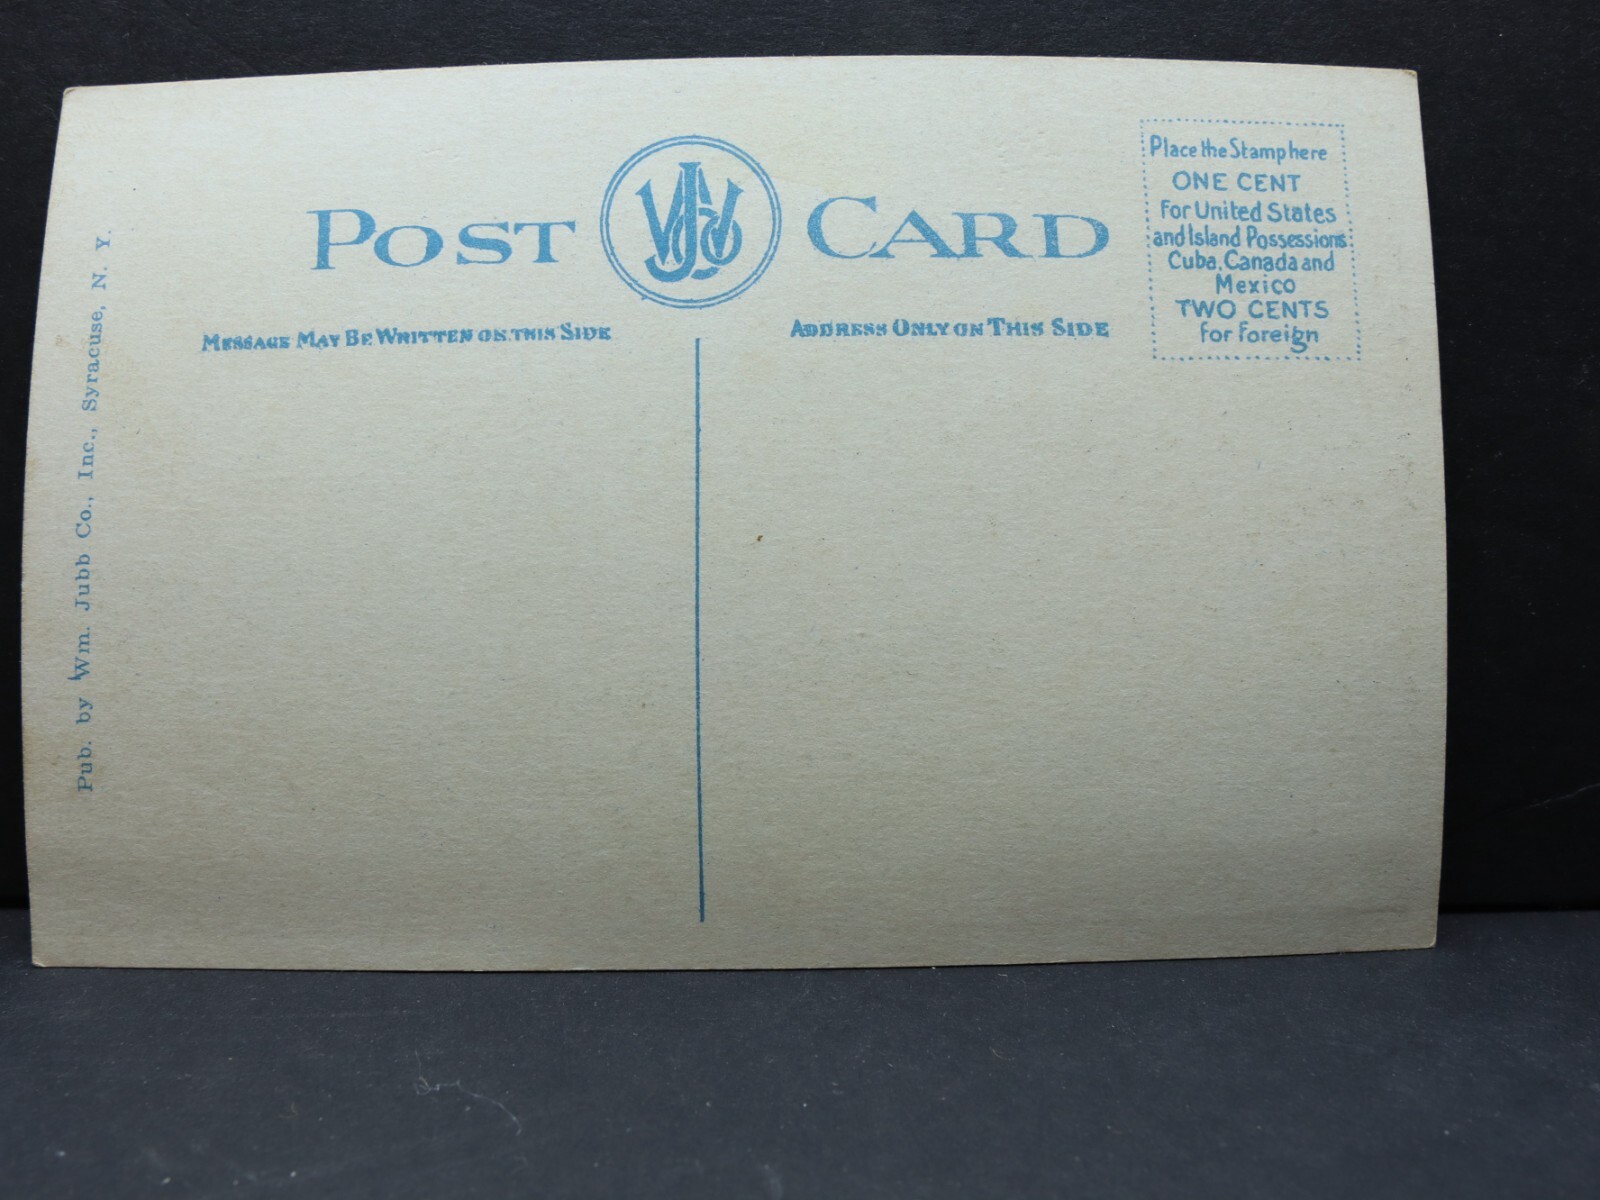 POST CARD
WJCO
MESSAGE MAY BE WRITTEN ON THIS SIDE
ADDRESS ONLY ON THIS SIDE
Place the Stamp here
ONE CENT
For United States
and Island Possessions
Cuba, Canada and
Mexico
TWO CENTS
for Foreign
Pub. by Wm. Jubb Co., Inc., Syracuse, N. Y.